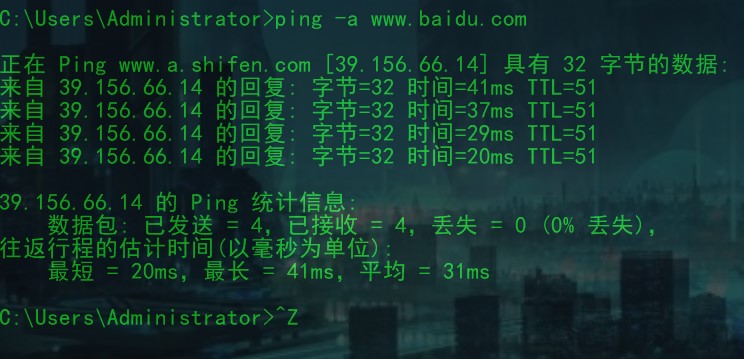 C:\Users\Administrator>ping -a www.baidu.com
正在 Ping www.a.shifen.com [39.156.66.14] 具有 32 字节的数据:
来自 39.156.66.14 的回复: 字节=32 时间=41ms TTL=51
来自 39.156.66.14 的回复: 字节=32 时间=37ms TTL=51
来自 39.156.66.14 的回复: 字节=32 时间=29ms TTL=51
来自 39.156.66.14 的回复: 字节=32 时间=20ms TTL=51
39.156.66.14 的 Ping 统计信息:
数据包: 已发送 = 4，已接收 = 4，丢失 = 0 (0% 丢失)，
往返行程的估计时间(以毫秒为单位):
最短 = 20ms，最长 = 41ms，平均 = 31ms
C:\Users\Administrator>^Z